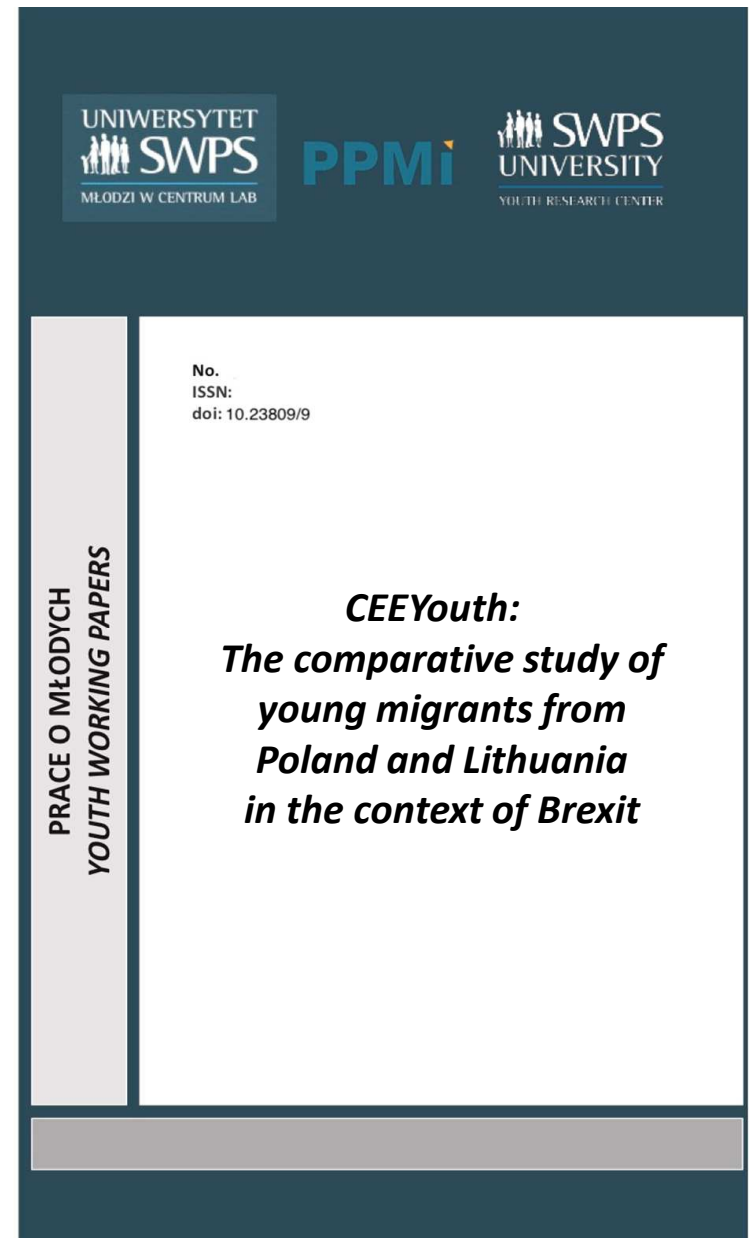 UNIWERSYTET
SWPS
MŁODZI W CENTRUM LAB
PPMi
SWPS
UNIVERSITY
YOUTH RESEARCH CENTER
No.
ISSN:
doi: 10.23809/9
PRACE O MŁODYCH
YOUTH WORKING PAPERS
CEEYouth:
The comparative study of
young migrants from
Poland and Lithuania
in the context of Brexit